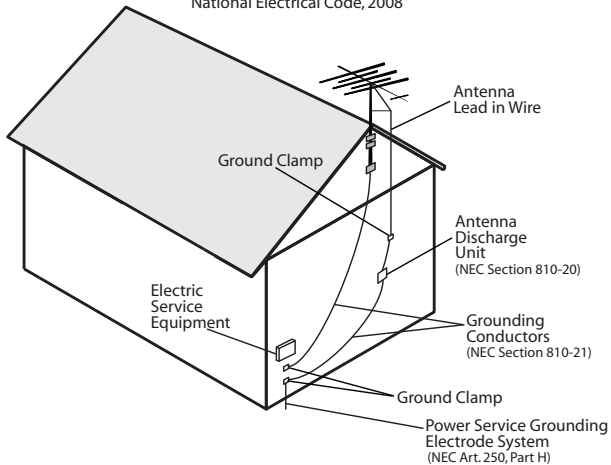 National Electrical Code, 2008
Antenna
Lead in Wire
Ground Clamp
Antenna
Discharge
Unit
(NEC Section 810-20)
Electric
Service
Equipment
Grounding
Conductors
(NEC Section 810-21)
Ground Clamp
Power Service Grounding
Electrode System
(NEC Art. 250, Part H)